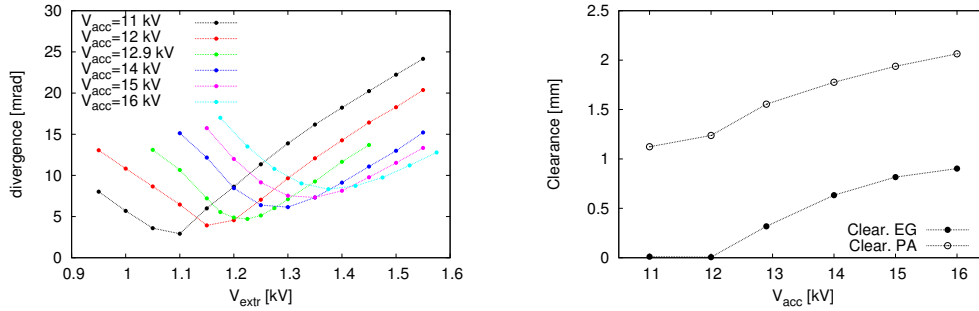 30
25
20
15
10
5
0
divergence [mrad]
V_acc=11 kV
V_acc=12 kV
V_acc=12.9 kV
V_acc=14 kV
V_acc=15 kV
V_acc=16 kV
0.9 1 1.1 1.2 1.3 1.4 1.5 1.6
V_extr [kV]
2.5
2
1.5
1
0.5
0
Clearance [mm]
Clear. EG
Clear. PA
11 12 13 14 15 16
V_acc [kV]